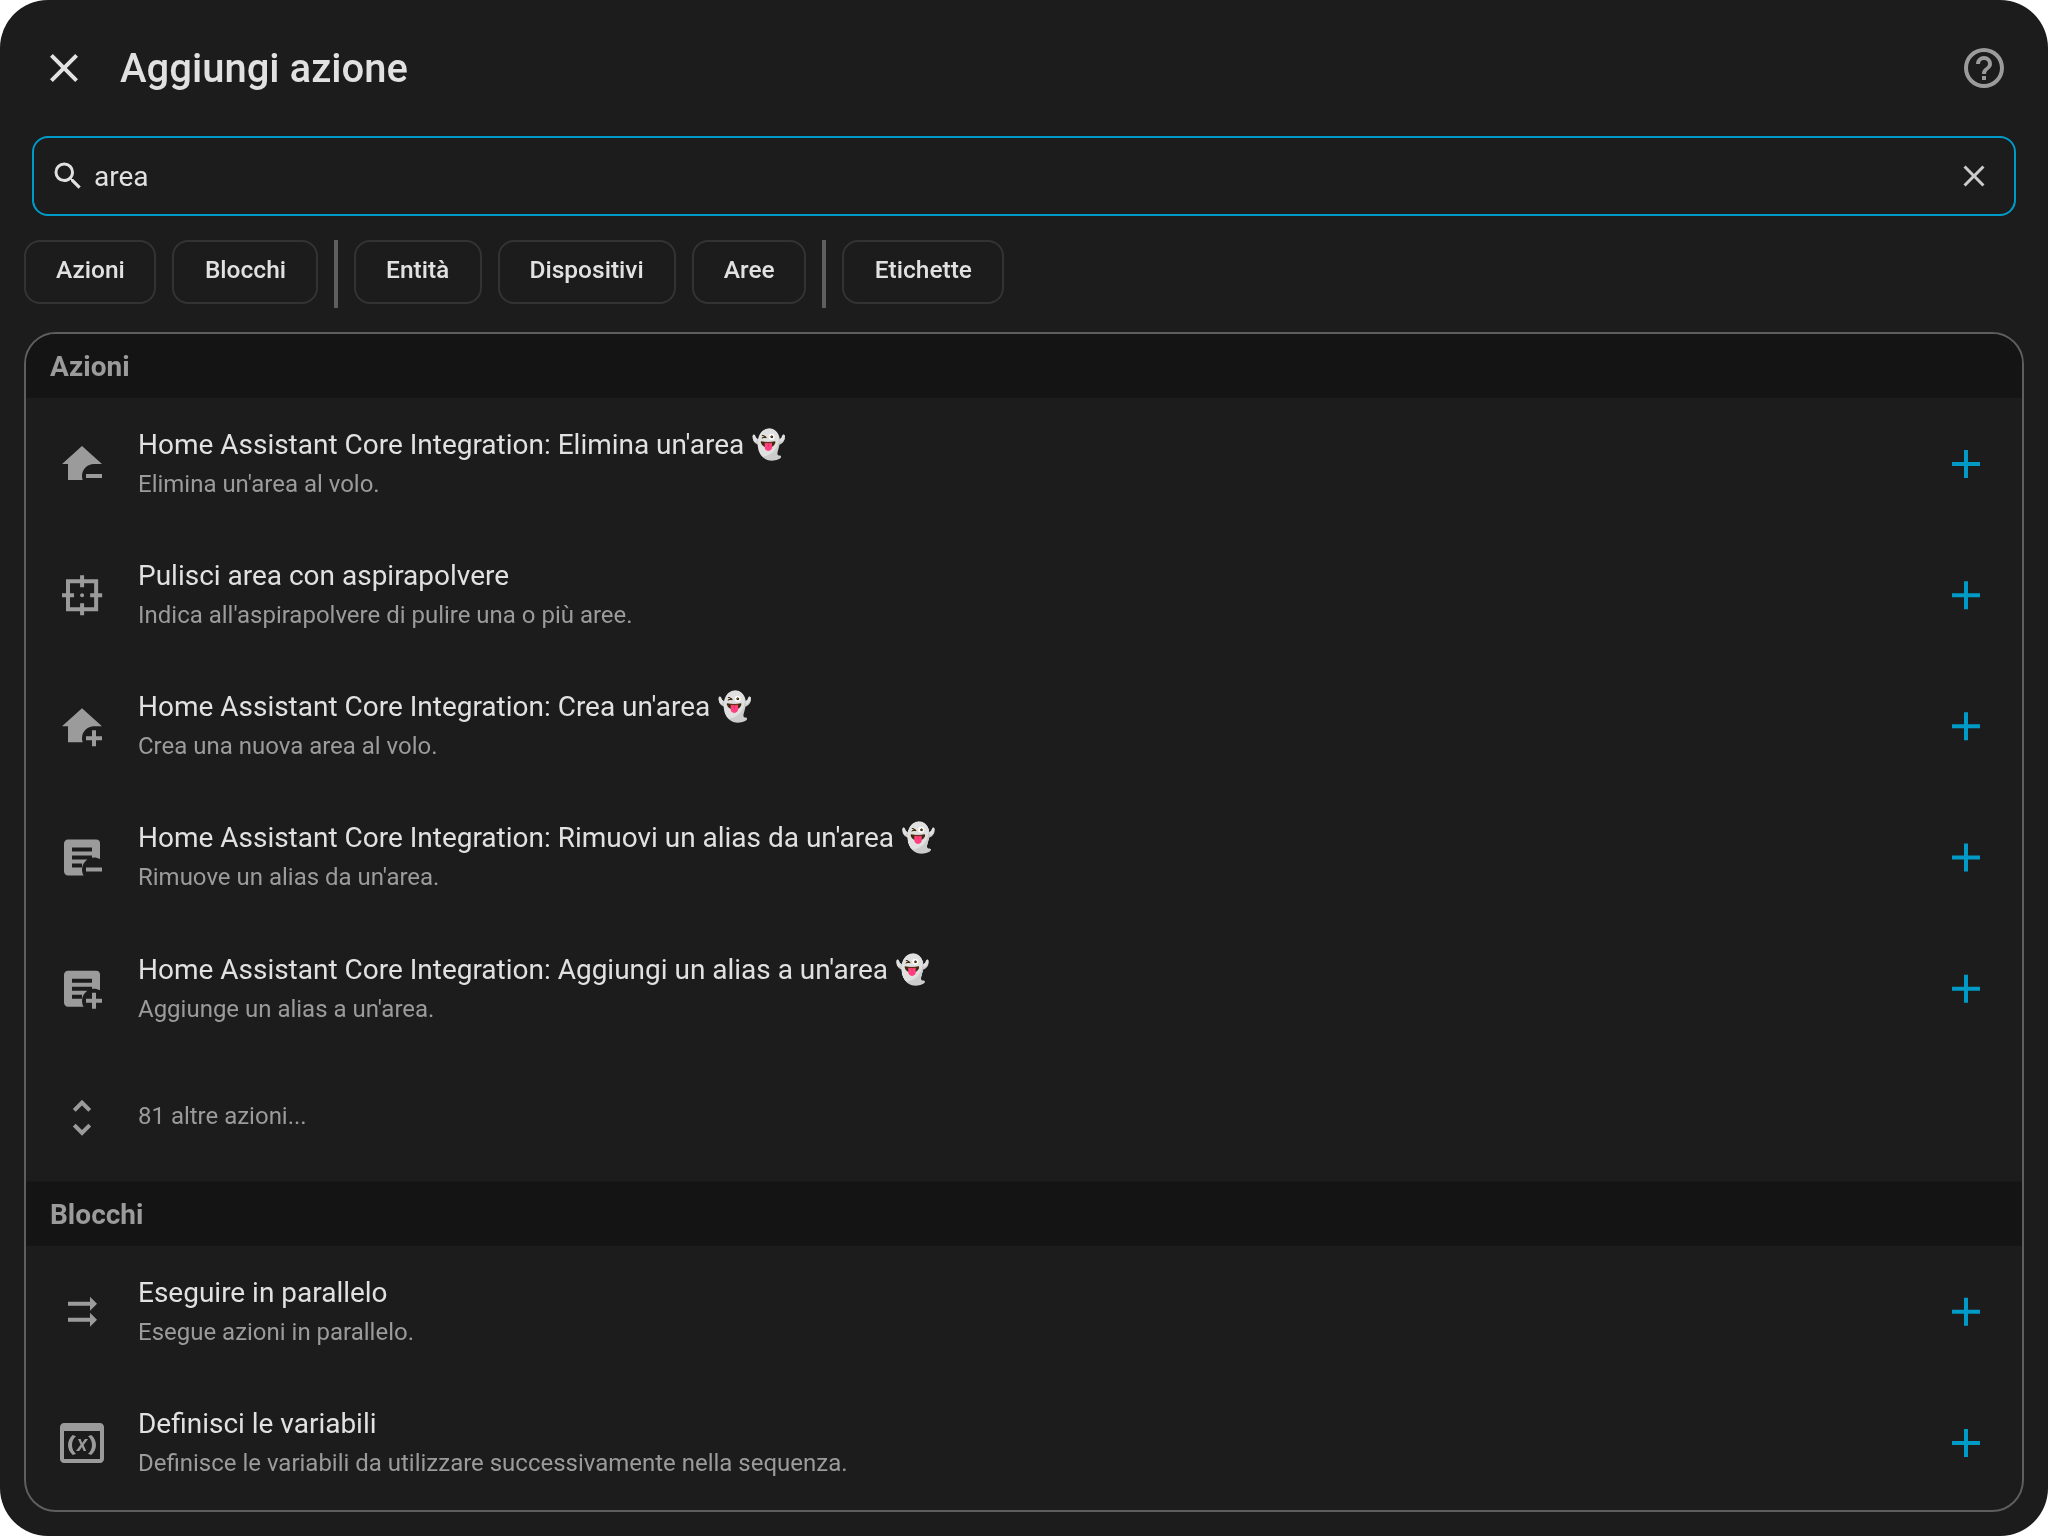 Aggiungi azione
area
Azioni Blocchi Entità Dispositivi Aree Etichette
Azioni
Home Assistant Core Integration: Elimina un'area 👻
Elimina un'area al volo.
Pulisci area con aspirapolvere
Indica all'aspirapolvere di pulire una o più aree.
Home Assistant Core Integration: Crea un'area 👻
Crea una nuova area al volo.
Home Assistant Core Integration: Rimuovi un alias da un'area 👻
Rimuove un alias da un'area.
Home Assistant Core Integration: Aggiungi un alias a un'area 👻
Aggiunge un alias a un'area.
81 altre azioni...
Blocchi
Eseguire in parallelo
Esegue azioni in parallelo.
Definisci le variabili
Definisce le variabili da utilizzare successivamente nella sequenza.